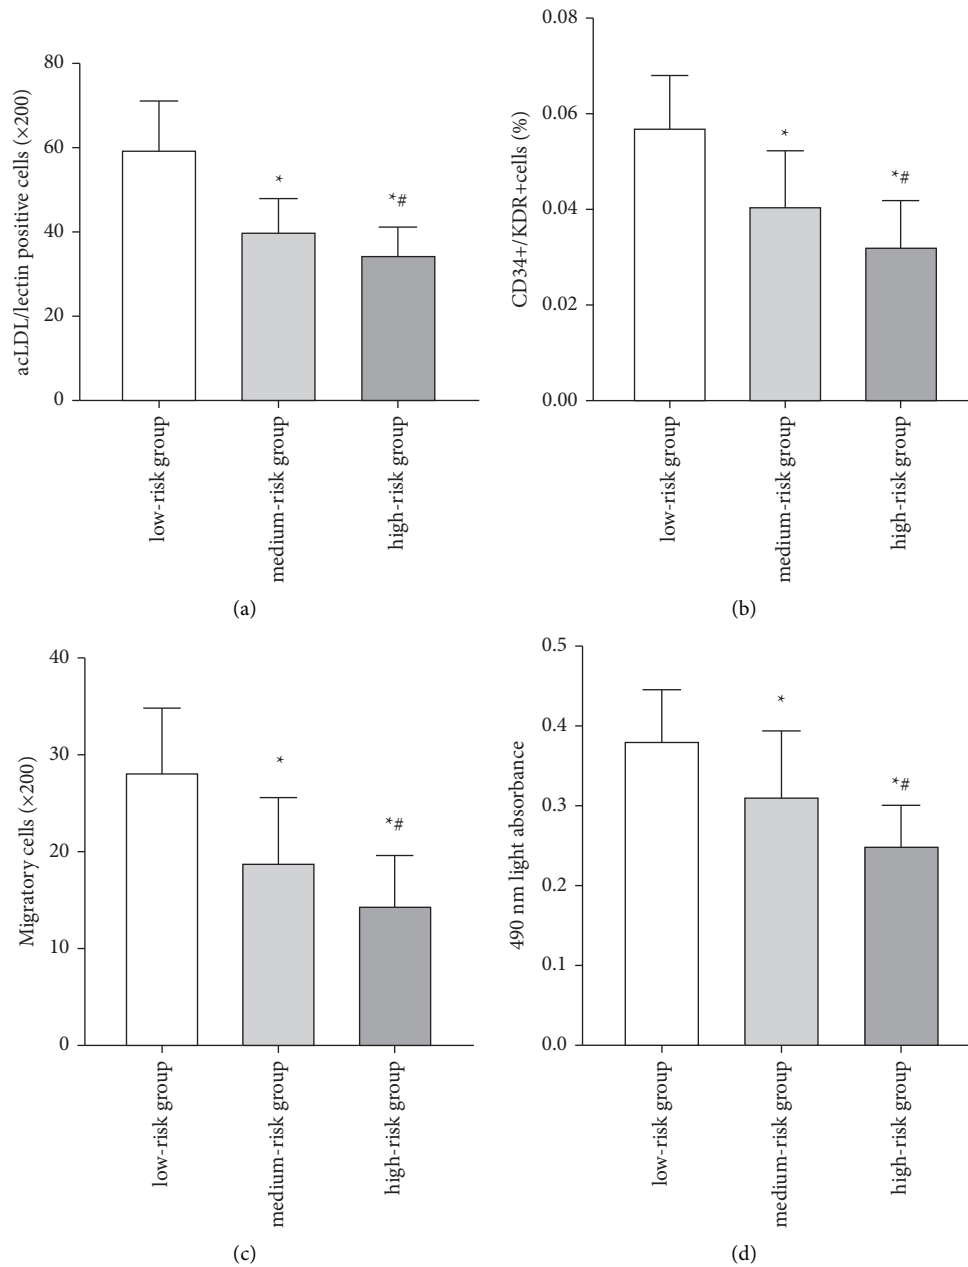 acLDL/lectin positive cells (×200)
80
60
40
20
0
*
*#
low-risk group
medium-risk group
high-risk group
(a)
CD34+/KDR+cells (%)
0.08
0.06
0.04
0.02
0.00
*
*#
low-risk group
medium-risk group
high-risk group
(b)
Migratory cells (×200)
40
30
20
10
0
*
*#
low-risk group
medium-risk group
high-risk group
(c)
490 nm light absorbance
0.5
0.4
0.3
0.2
0.1
0.0
*
*#
low-risk group
medium-risk group
high-risk group
(d)